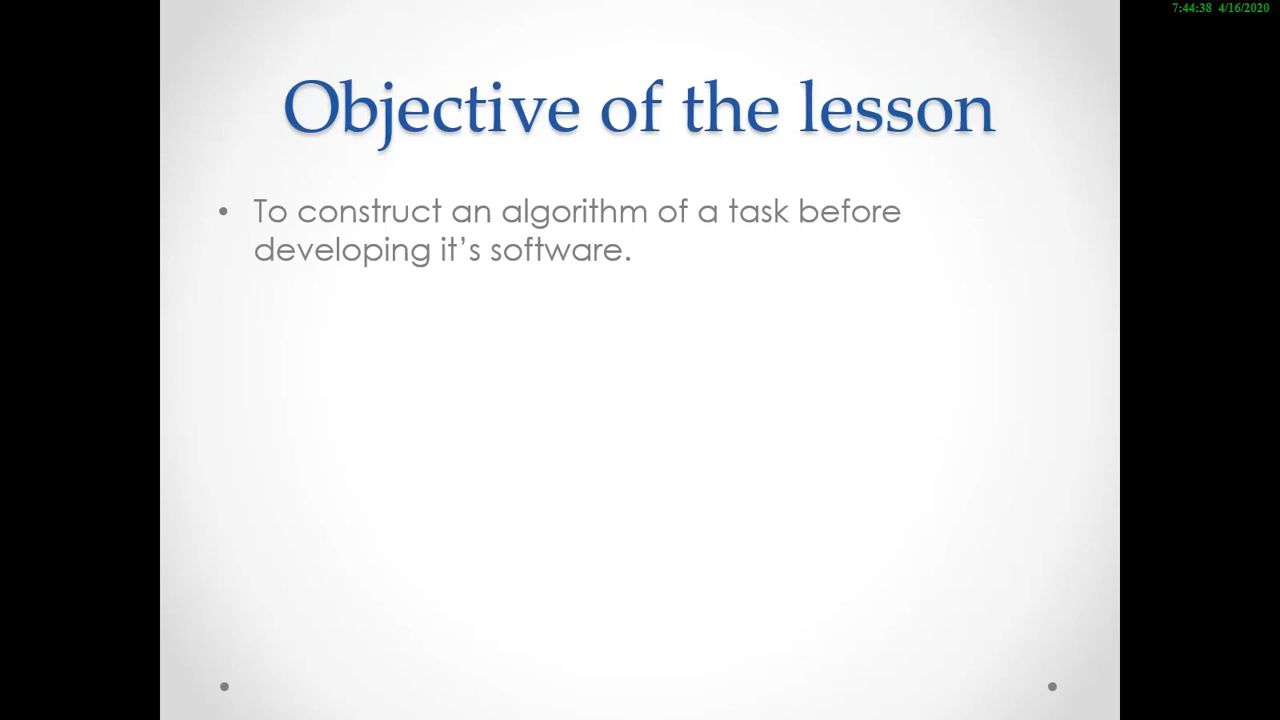 7:44:38 4/16/2020
Objective of the lesson
• To construct an algorithm of a task before
developing it’s software.